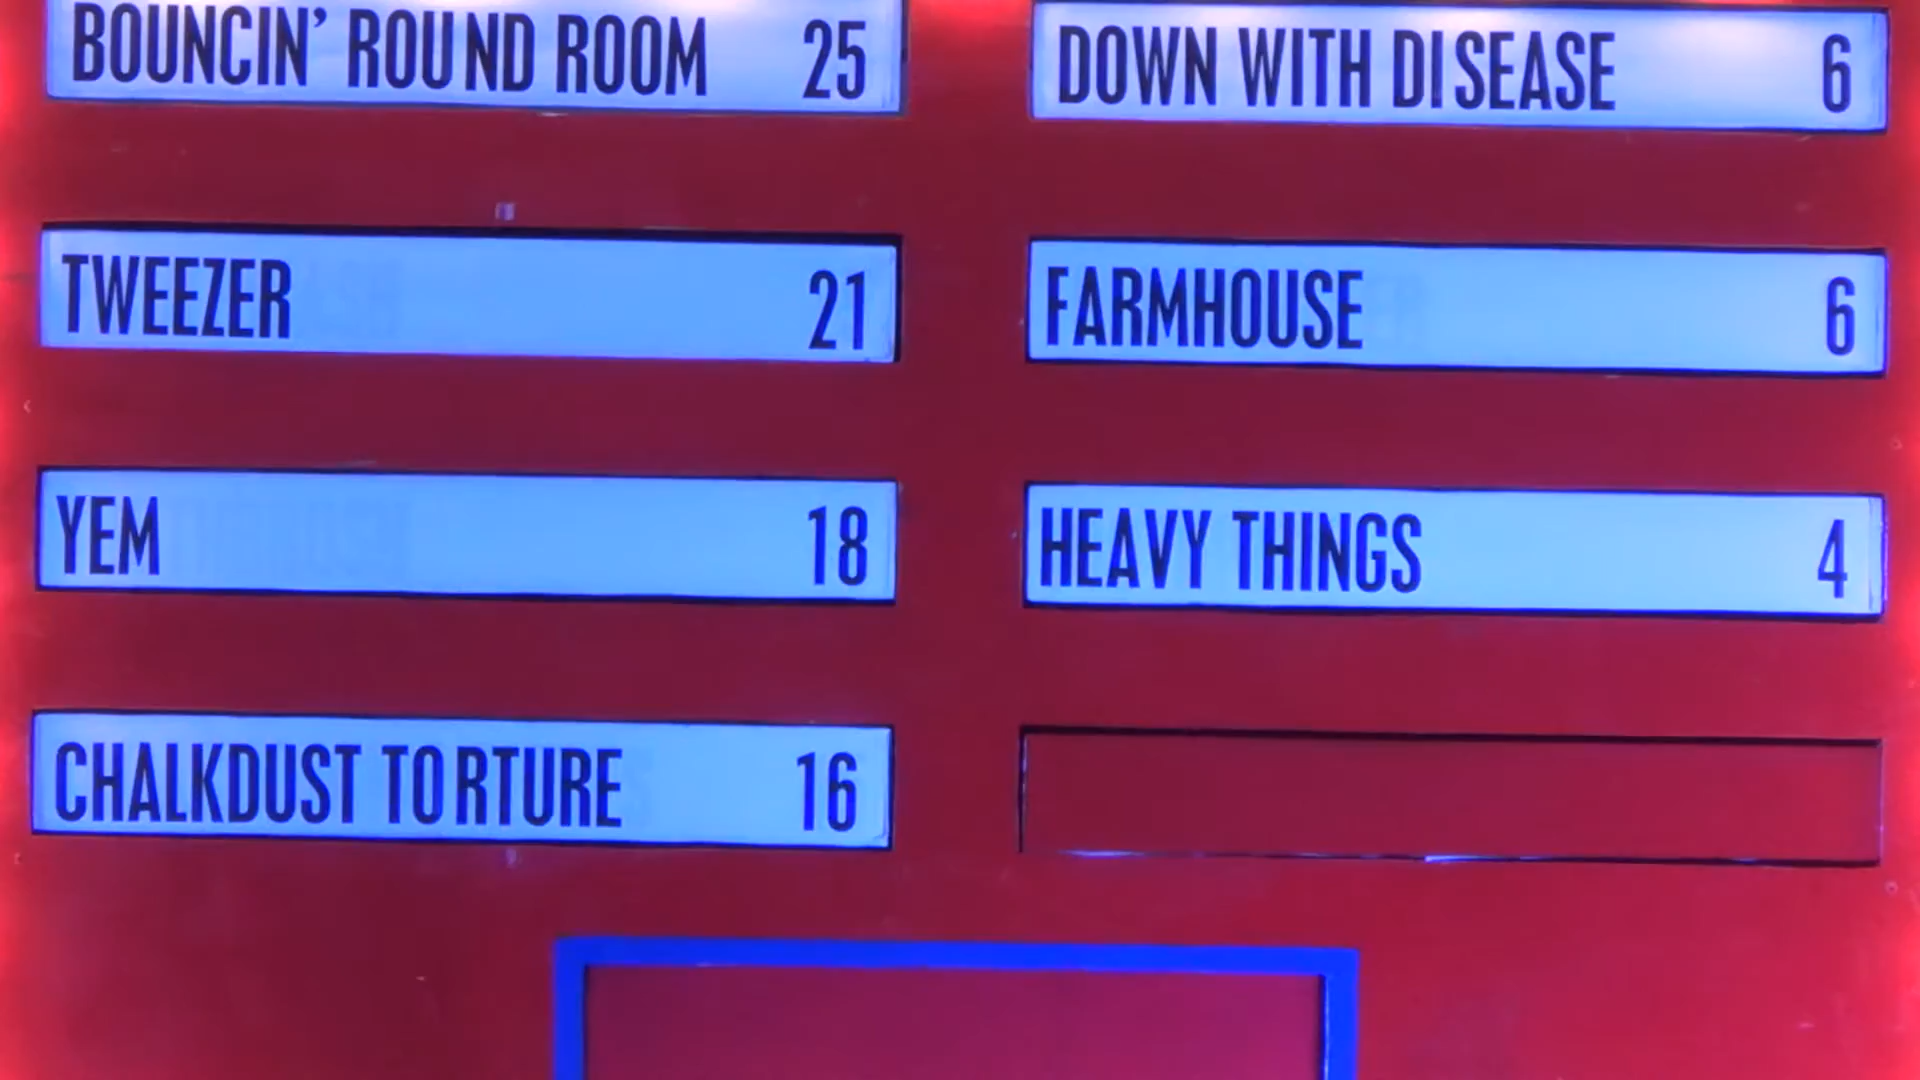 BOUNCIN' ROUND ROOM 25
TWEEZER 21
YEM 18
CHALKDUST TORTURE 16
DOWN WITH DISEASE 6
FARMHOUSE 6
HEAVY THINGS 4